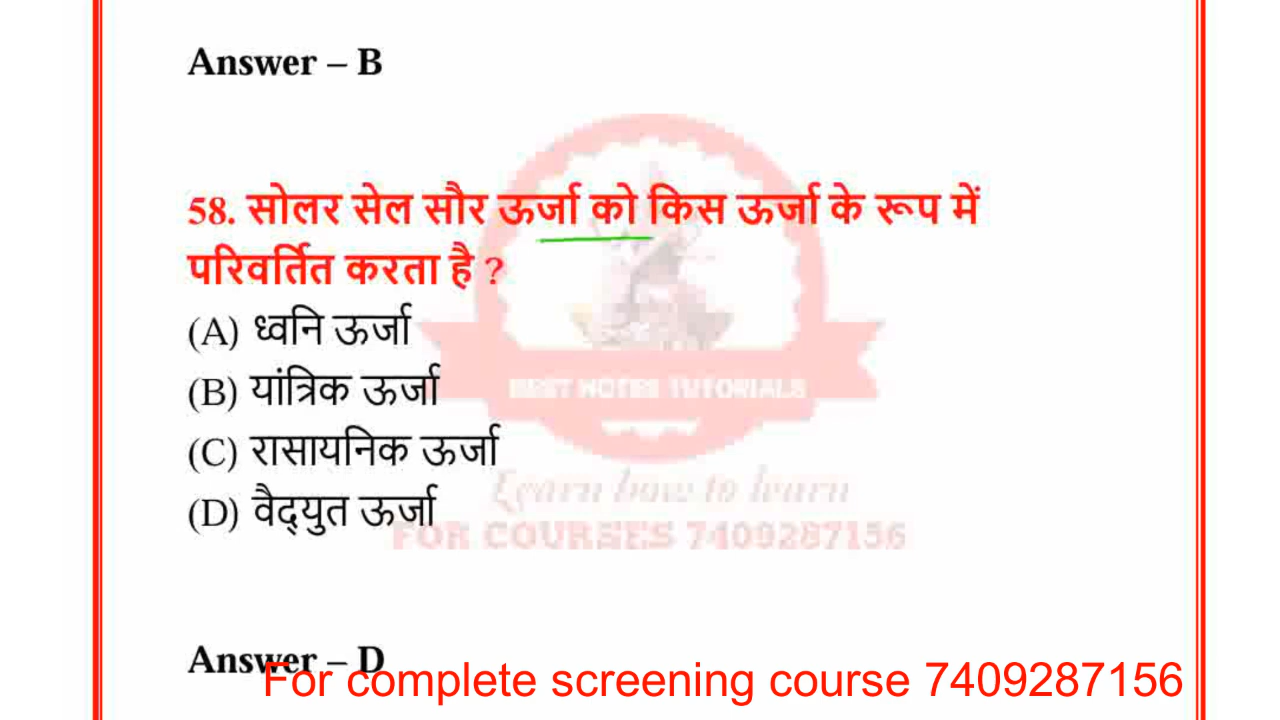 Answer – B
58. सोलर सेल सौर ऊर्जा को किस ऊर्जा के रूप में
परिवर्तित करता है ?
(A) ध्वनि ऊर्जा
(B) यांत्रिक ऊर्जा
BEST NOTES TUTORIALS
(C) रासायनिक ऊर्जा
Learn how to learn
(D) वैद्युत ऊर्जा
FOR COURSES 7409287156
Answer – D
For complete screening course 7409287156